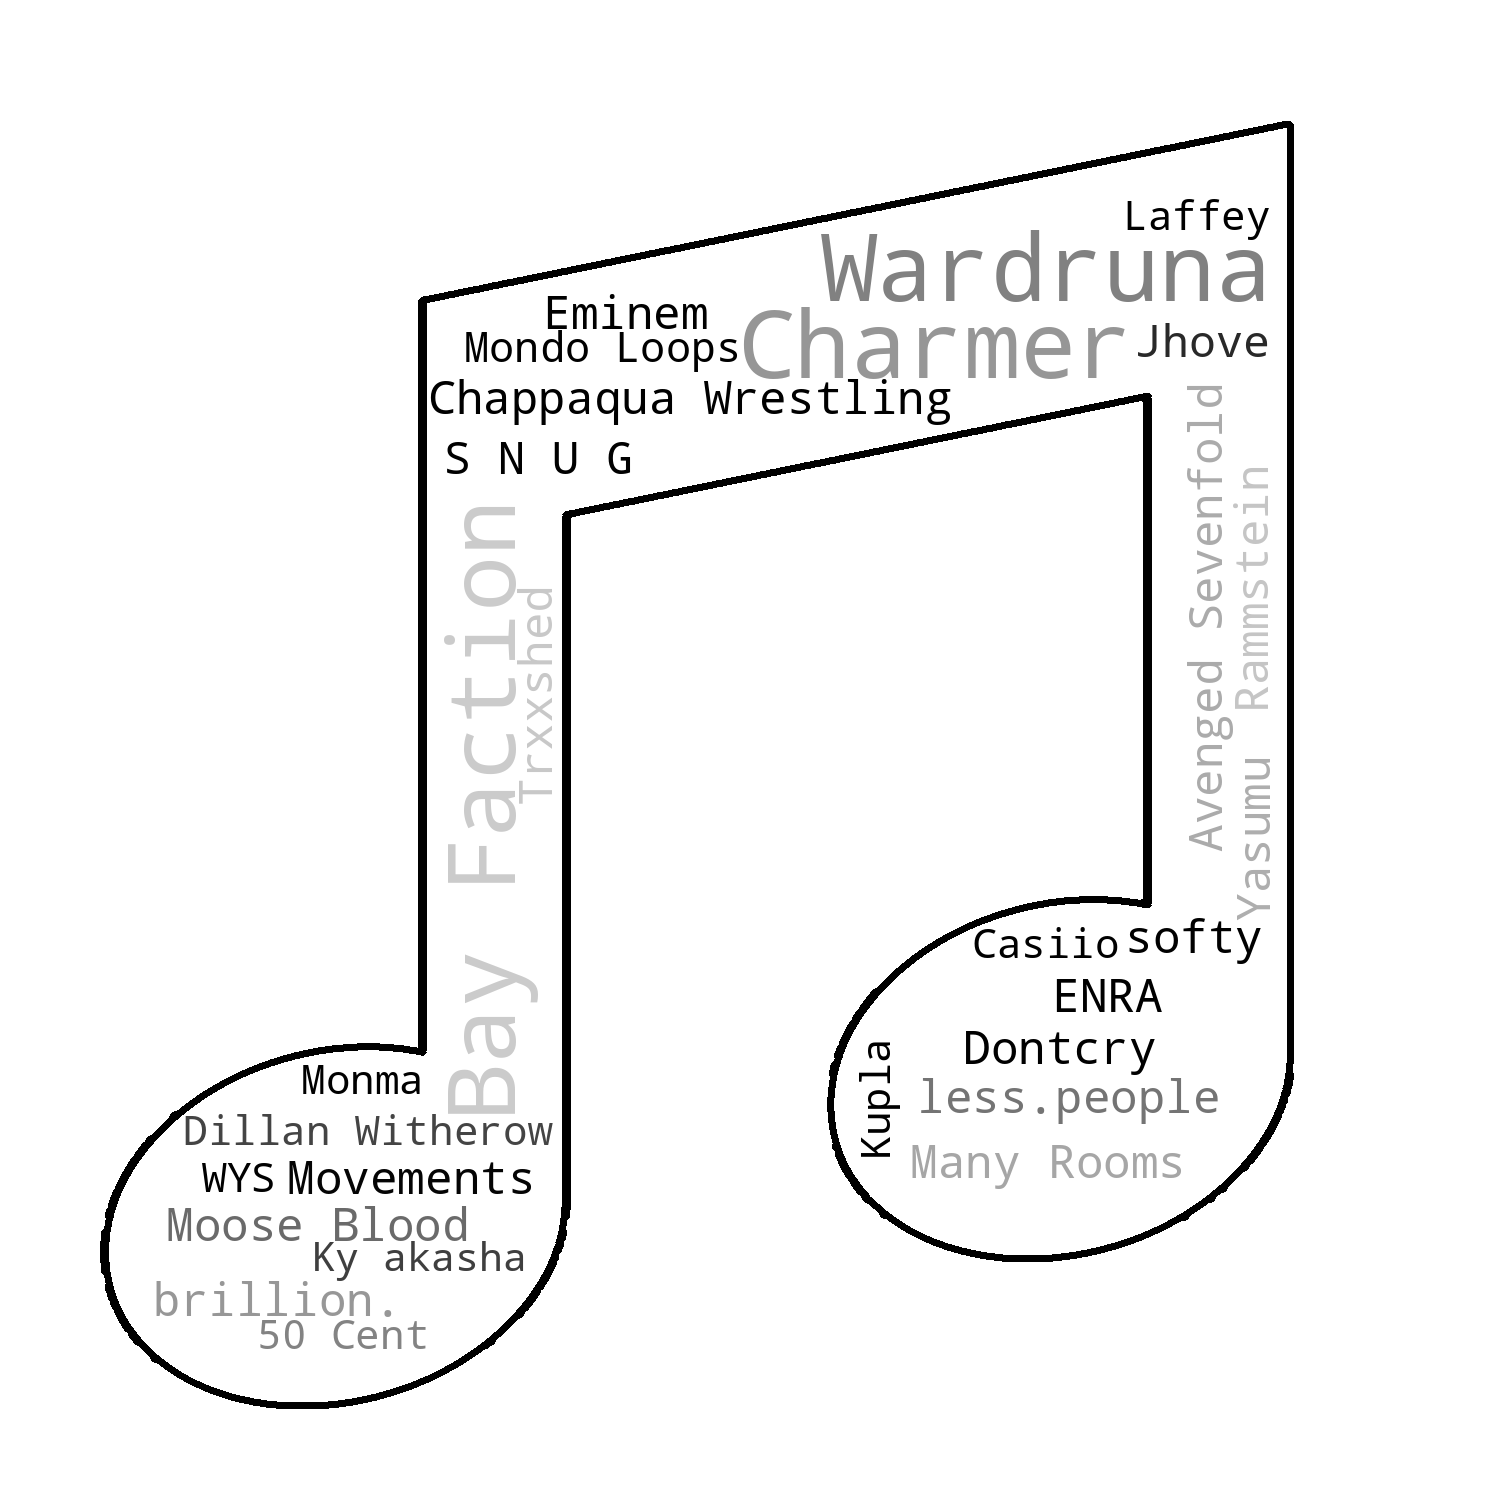 Laffey
Wardruna
Eminem
Charmer
Jhove
Mondo Loops
Chappaqua Wrestling
S N U G
Avenged Sevenfold
Rammstein
Bay Faction
Trxxshed
Yasumu
Casiio
softy
ENRA
Dontcry
Kupla
less.people
Many Rooms
Monma
Dillan Witherow
WYS
Movements
Moose Blood
Ky akasha
brillion.
50 Cent